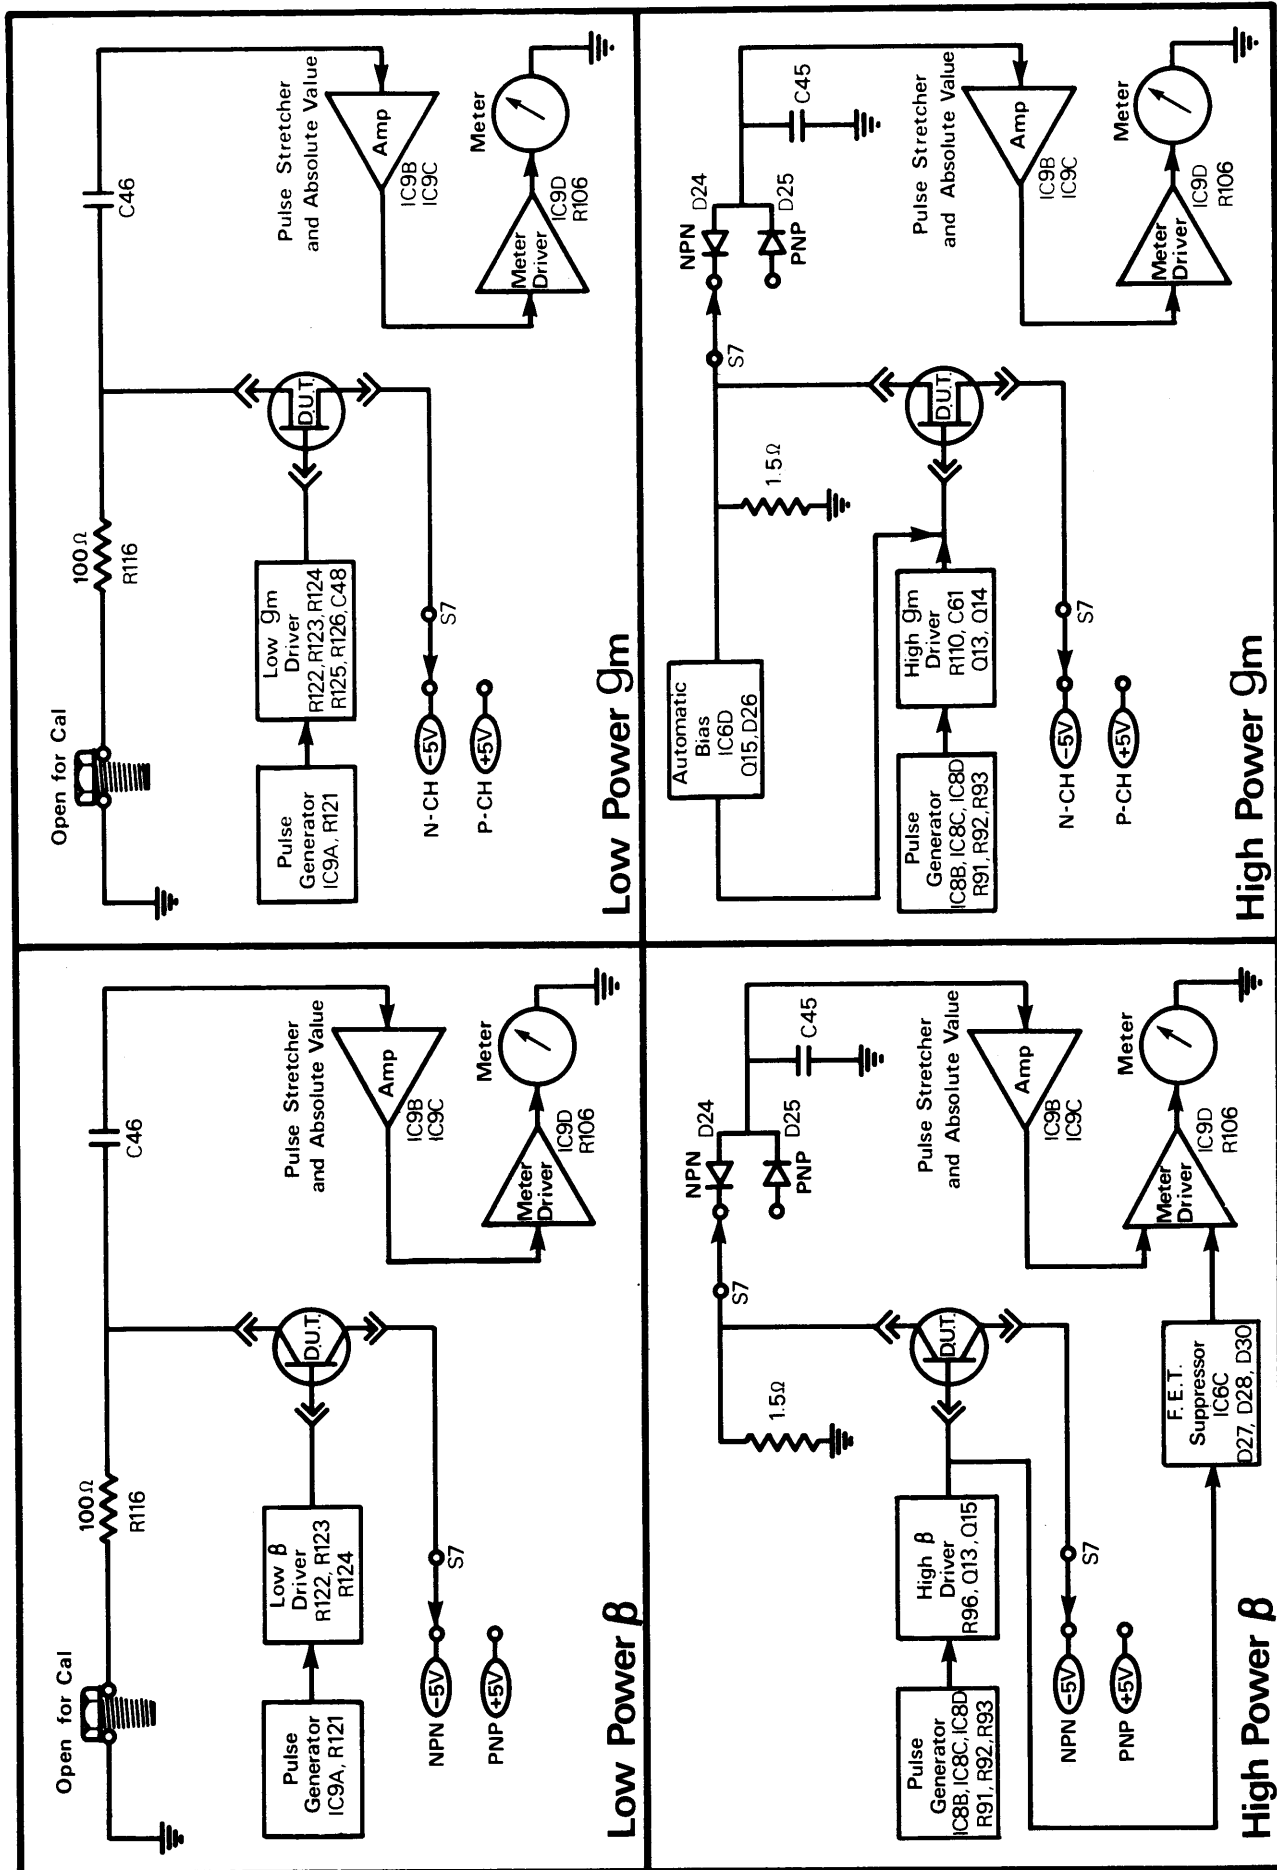 Open for Cal
100Ω
R116
C46
Pulse
Generator
IC9A, R121
Low β
Driver
R122, R123
R124
D.U.T.
Pulse Stretcher
and Absolute Value
Amp
IC9B
IC9C
NPN
-5V
PNP
+5V
S7
Meter
Driver
IC9D
R106
Meter
Low Power β
Open for Cal
100Ω
R116
C46
Pulse
Generator
IC9A, R121
Low gm
Driver
R122, R123, R124
R125, R126, C48
D.U.T.
Pulse Stretcher
and Absolute Value
Amp
IC9B
IC9C
N-CH
-5V
P-CH
+5V
S7
Meter
Driver
IC9D
R106
Meter
Low Power gm
1.5Ω
S7
NPN
D24
PNP
D25
C45
Pulse
Generator
IC8B, IC8C, IC8D
R91, R92, R93
High β
Driver
R96, Q13, Q15
D.U.T.
Pulse Stretcher
and Absolute Value
Amp
IC9B
IC9C
NPN
-5V
PNP
+5V
S7
F.E.T.
Suppressor
IC6C
D27, D28, D30
Meter
Driver
IC9D
R106
Meter
High Power β
Automatic
Bias
IC6D
Q15, D26
1.5Ω
S7
NPN
D24
PNP
D25
C45
Pulse
Generator
IC8B, IC8C, IC8D
R91, R92, R93
High gm
Driver
R110, C61
Q13, Q14
D.U.T.
Pulse Stretcher
and Absolute Value
Amp
IC9B
IC9C
N-CH
-5V
P-CH
+5V
S7
Meter
Driver
IC9D
R106
Meter
High Power gm